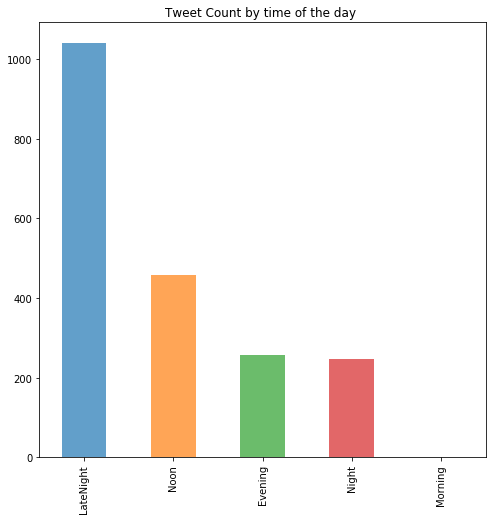 Tweet Count by time of the day
1000
800
600
400
200
0
LateNight
Noon
Evening
Night
Morning